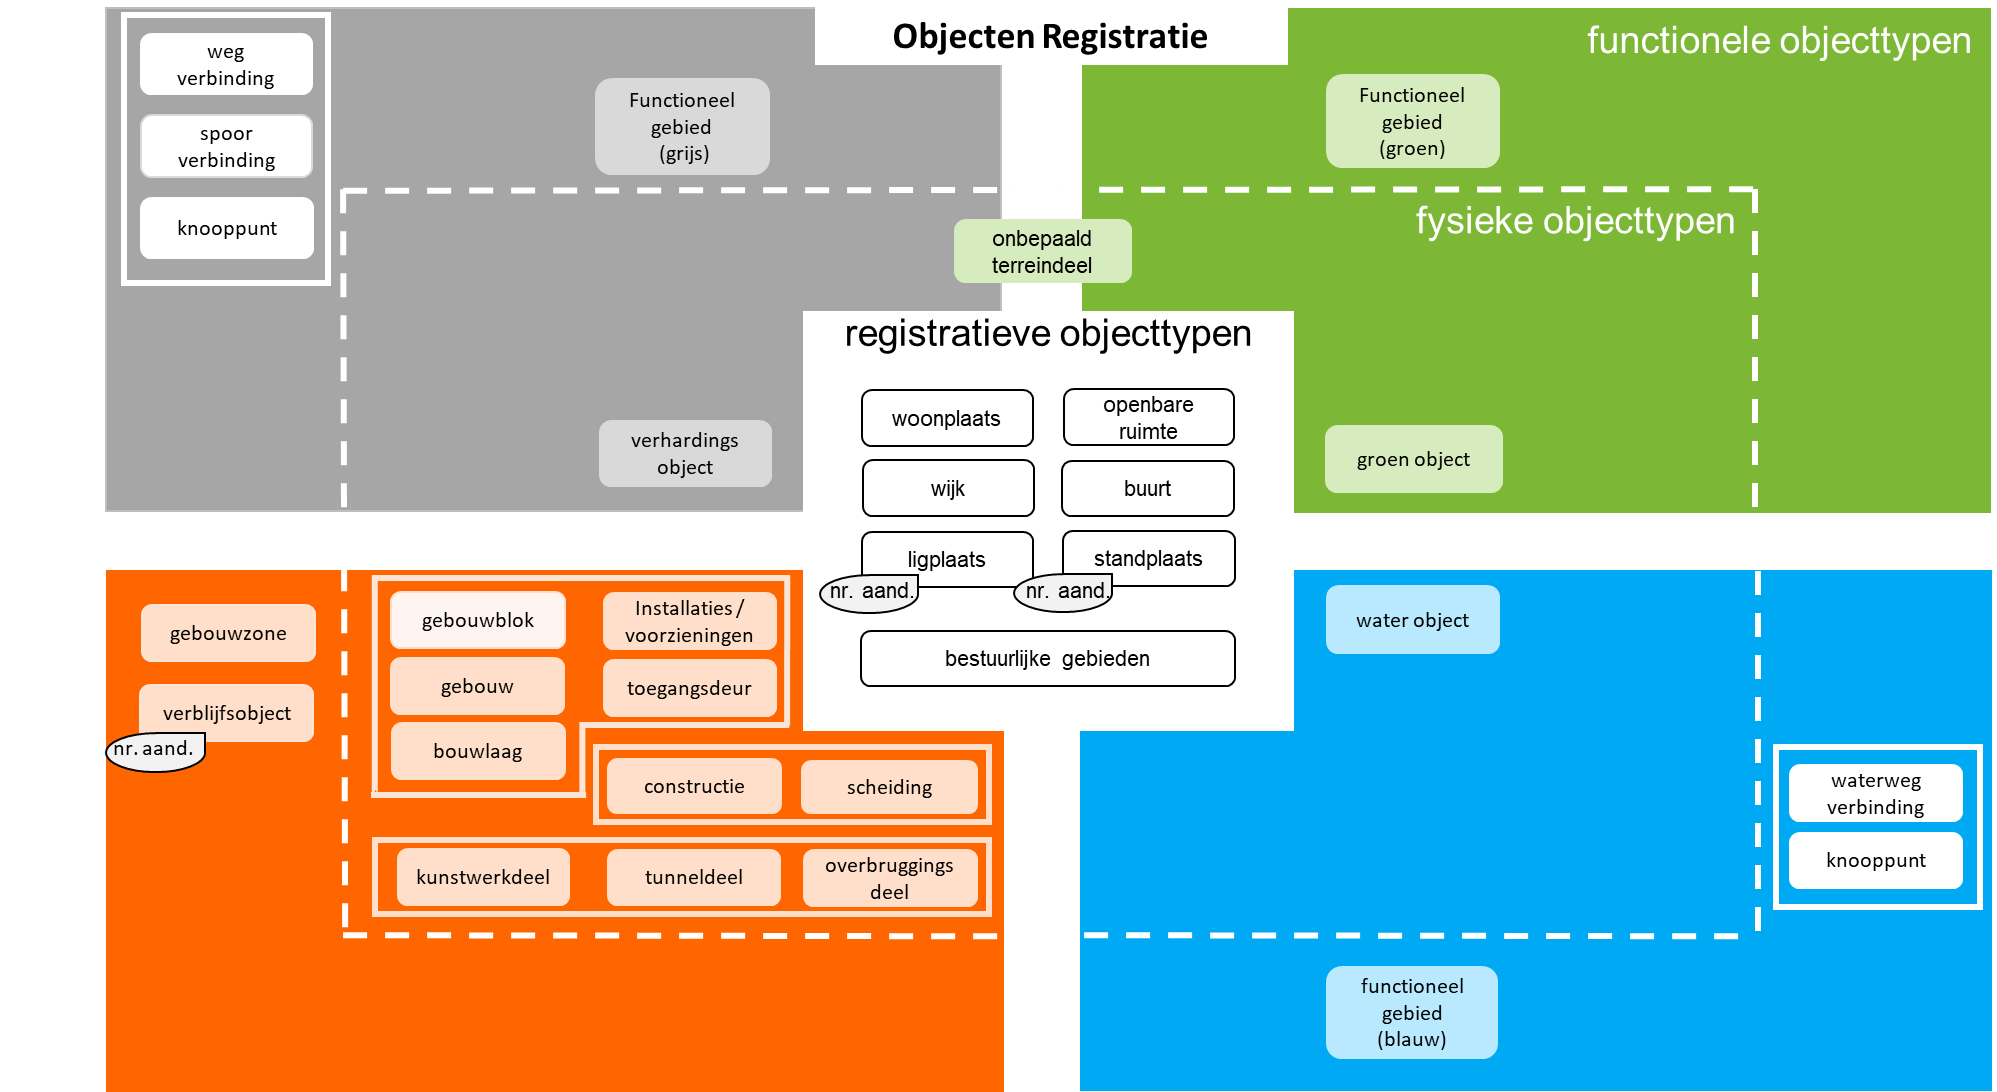 Objecten Registratie
functionele objecttypen
weg
verbinding
spoor
verbinding
knooppunt
Functioneel
gebied
(grijs)
Functioneel
gebied
(groen)
fysieke objecttypen
onbepaald
terreindeel
verhardings
object
groen object
registratieve objecttypen
woonplaats
openbare
ruimte
wijk
buurt
ligplaats
nr. aand.
standplaats
nr. aand.
bestuurlijke gebieden
gebouwzone
verblijfsobject
nr. aand.
gebouwblok
Installaties /
voorzieningen
gebouw
toegangsdeur
bouwlaag
constructie
scheiding
kunstwerkdeel
tunneldeel
overbruggings
deel
water object
waterweg
verbinding
knooppunt
functioneel
gebied
(blauw)